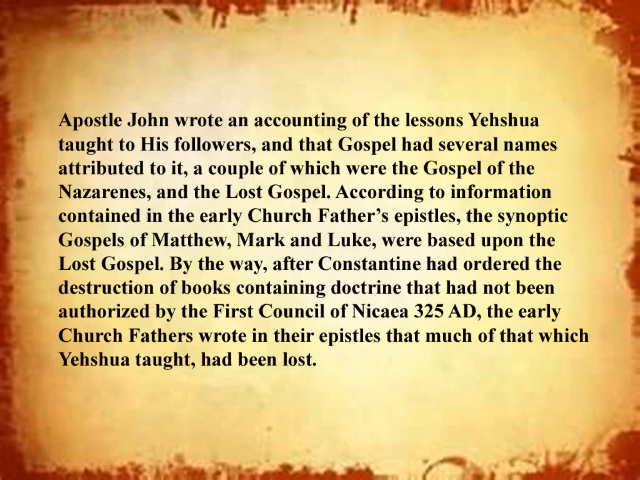 Apostle John wrote an accounting of the lessons Yehshua
taught to His followers, and that Gospel had several names
attributed to it, a couple of which were the Gospel of the
Nazarenes, and the Lost Gospel. According to information
contained in the early Church Father’s epistles, the synoptic
Gospels of Matthew, Mark and Luke, were based upon the
Lost Gospel. By the way, after Constantine had ordered the
destruction of books containing doctrine that had not been
authorized by the First Council of Nicaea 325 AD, the early
Church Fathers wrote in their epistles that much of that which
Yehshua taught, had been lost.